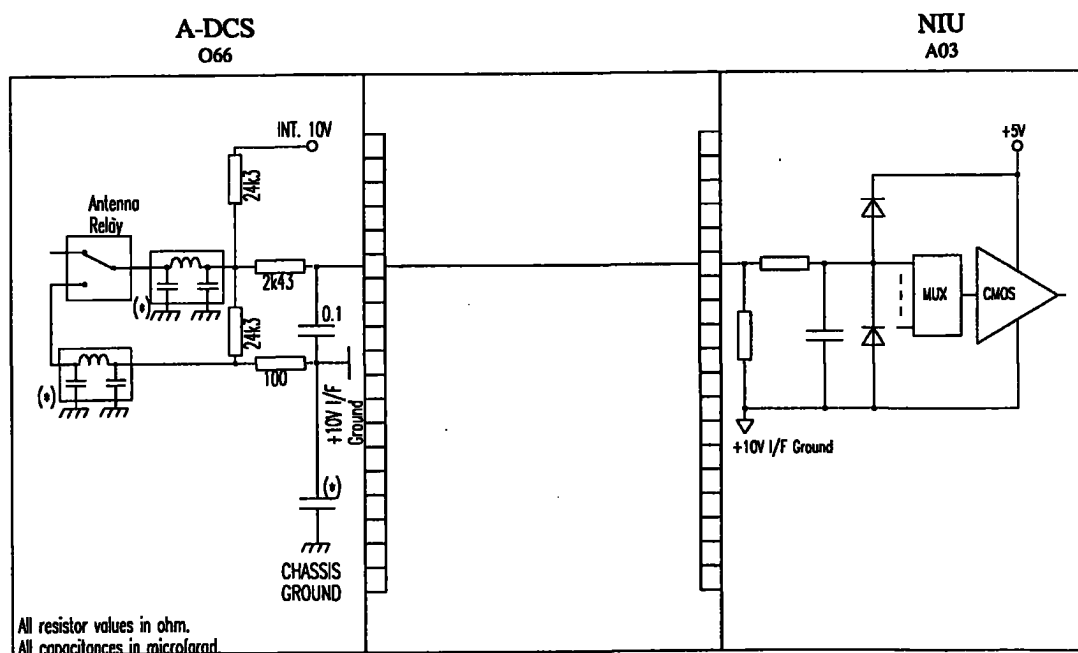 A-DCS
O66
NIU
A03
INT. 10V
24k3
Antenna
Relay
(*)
2k43
0.1
24k3
100
(*)
+10V I/F
Ground
(*)
CHASSIS
GROUND
+5V
MUX
CMOS
+10V I/F Ground
All resistor values in ohm.
All capacitances in microfarad.